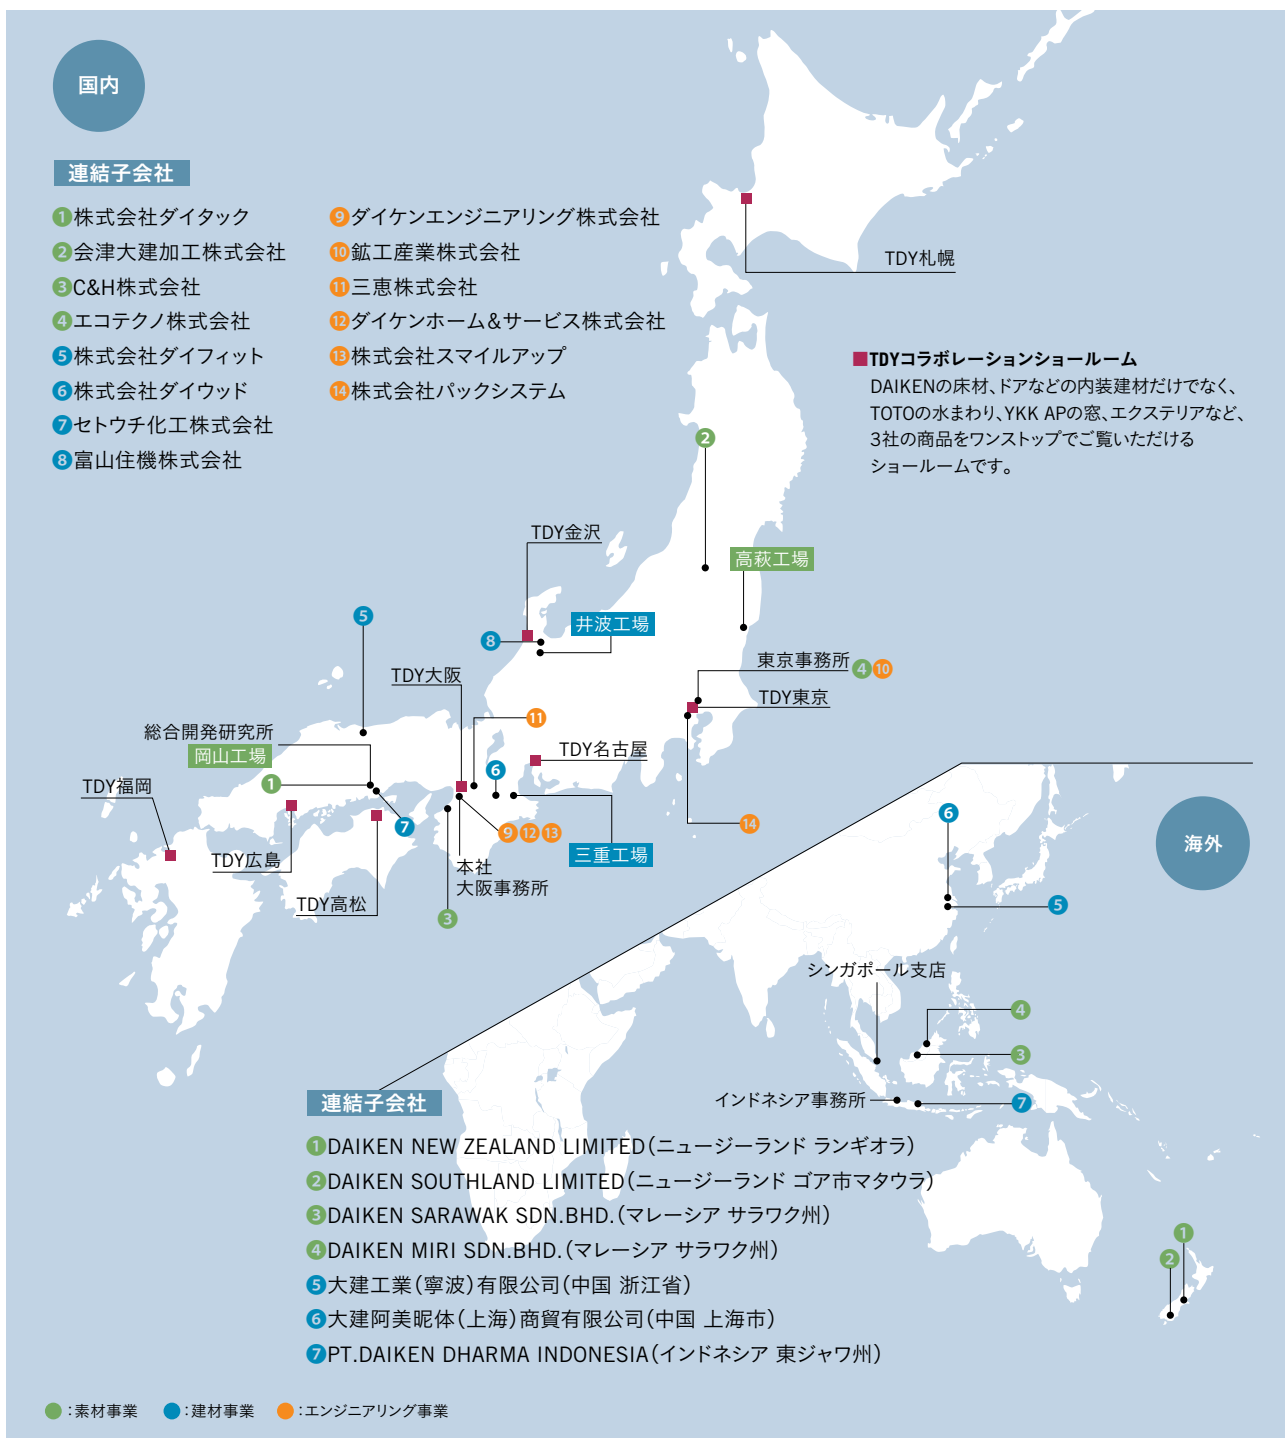 国内
連結子会社
1株式会社ダイタック
2会津大建加工株式会社
3C&H株式会社
4エコテクノ株式会社
5株式会社ダイフィット
6株式会社ダイウッド
7セトウチ化工株式会社
8富山住機株式会社
9ダイケンエンジニアリング株式会社
10鉱工産業株式会社
11三恵株式会社
12ダイケンホーム&サービス株式会社
13株式会社スマイルアップ
14株式会社パックシステム
TDY札幌
■TDYコラボレーションショールーム
DAIKENの床材、ドアなどの内装建材だけでなく、
TOTOの水まわり、YKK APの窓、エクステリアなど、
3社の商品をワンストップでご覧いただける
ショールームです。
2
TDY金沢
高萩工場
5
井波工場
8
東京事務所 4 10
TDY大阪
TDY東京
11
総合開発研究所
岡山工場
TDY名古屋
6
1
TDY福岡
7
9 12 13
14
三重工場
TDY広島
本社
大阪事務所
TDY高松
3
海外
6
5
シンガポール支店
4
3
インドネシア事務所
7
1
2
連結子会社
1DAIKEN NEW ZEALAND LIMITED(ニュージーランド ランギオラ)
2DAIKEN SOUTHLAND LIMITED(ニュージーランド ゴア市マタウラ)
3DAIKEN SARAWAK SDN.BHD.(マレーシア サラワク州)
4DAIKEN MIRI SDN.BHD.(マレーシア サラワク州)
5大建工業(寧波)有限公司(中国 浙江省)
6大建阿美昵体(上海)商貿有限公司(中国 上海市)
7PT.DAIKEN DHARMA INDONESIA(インドネシア 東ジャワ州)
●:素材事業 ●:建材事業 ●:エンジニアリング事業